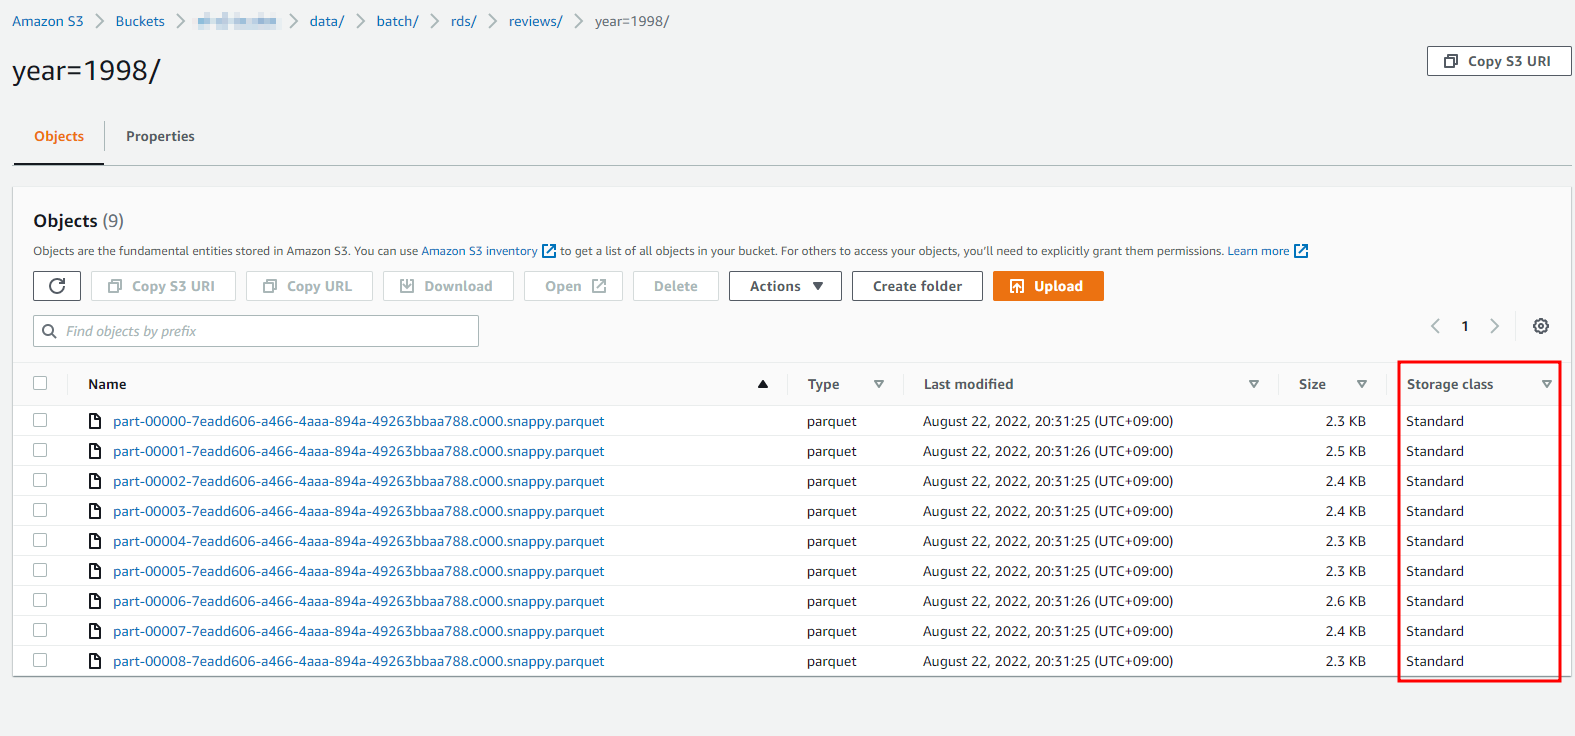 Amazon S3 Buckets data/ batch/ rds/ reviews/ year=1998/
year=1998/
Copy S3 URI
Objects Properties
Objects (9)
Objects are the fundamental entities stored in Amazon S3. You can use Amazon S3 inventory to get a list of all objects in your bucket. For others to access your objects, you'll need to explicitly grant them permissions. Learn more
Copy S3 URI Copy URL Download Open Delete Actions Create folder Upload
Find objects by prefix
1
Name Type Last modified Size Storage class
part-00000-7eadd606-a466-4aaa-894a-49263bbaa788.c000.snappy.parquet parquet August 22, 2022, 20:31:25 (UTC+09:00) 2.3 KB Standard
part-00001-7eadd606-a466-4aaa-894a-49263bbaa788.c000.snappy.parquet parquet August 22, 2022, 20:31:26 (UTC+09:00) 2.5 KB Standard
part-00002-7eadd606-a466-4aaa-894a-49263bbaa788.c000.snappy.parquet parquet August 22, 2022, 20:31:25 (UTC+09:00) 2.4 KB Standard
part-00003-7eadd606-a466-4aaa-894a-49263bbaa788.c000.snappy.parquet parquet August 22, 2022, 20:31:25 (UTC+09:00) 2.4 KB Standard
part-00004-7eadd606-a466-4aaa-894a-49263bbaa788.c000.snappy.parquet parquet August 22, 2022, 20:31:25 (UTC+09:00) 2.3 KB Standard
part-00005-7eadd606-a466-4aaa-894a-49263bbaa788.c000.snappy.parquet parquet August 22, 2022, 20:31:25 (UTC+09:00) 2.3 KB Standard
part-00006-7eadd606-a466-4aaa-894a-49263bbaa788.c000.snappy.parquet parquet August 22, 2022, 20:31:26 (UTC+09:00) 2.6 KB Standard
part-00007-7eadd606-a466-4aaa-894a-49263bbaa788.c000.snappy.parquet parquet August 22, 2022, 20:31:25 (UTC+09:00) 2.4 KB Standard
part-00008-7eadd606-a466-4aaa-894a-49263bbaa788.c000.snappy.parquet parquet August 22, 2022, 20:31:25 (UTC+09:00) 2.3 KB Standard